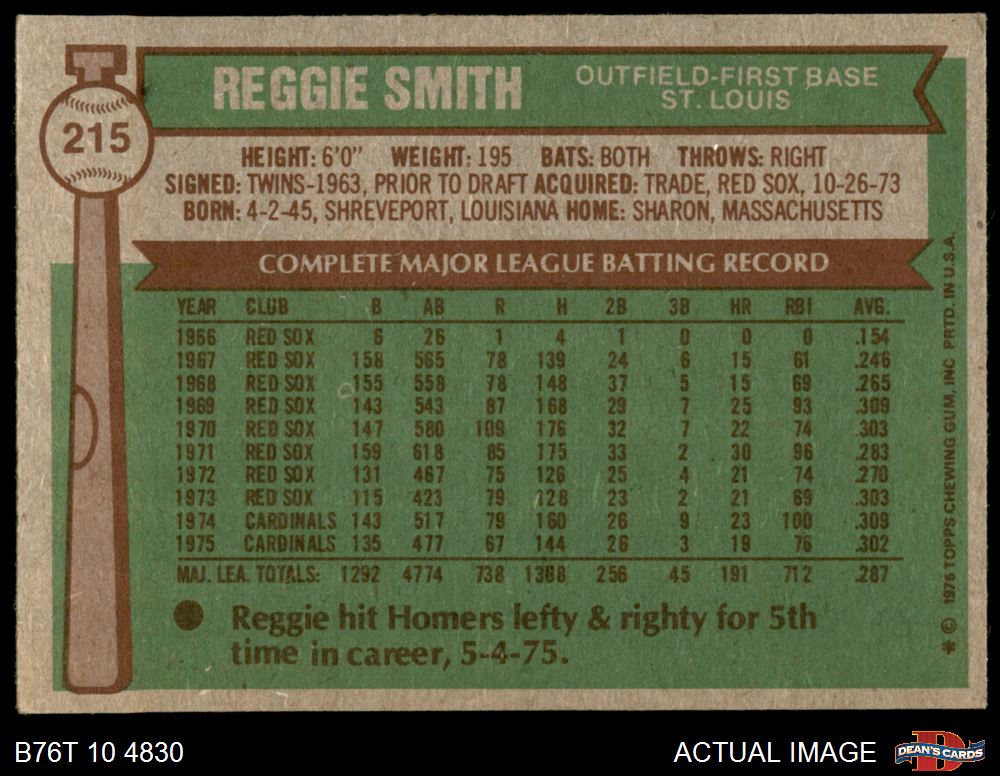 REGGIE SMITH
OUTFIELD-FIRST BASE
ST. LOUIS
215
HEIGHT: 6'0" WEIGHT: 195 BATS: BOTH THROWS: RIGHT
SIGNED: TWINS-1963, PRIOR TO DRAFT ACQUIRED: TRADE, RED SOX, 10-26-73
BORN: 4-2-45, SHREVEPORT, LOUISIANA HOME: SHARON, MASSACHUSETTS
COMPLETE MAJOR LEAGUE BATTING RECORD
YEAR CLUB G AB R H 2B 3B HR RBI AVG.
1966 RED SOX 6 26 1 4 1 0 0 0 .154
1967 RED SOX 158 565 78 139 24 6 15 61 .246
1968 RED SOX 155 558 78 148 37 5 15 69 .265
1969 RED SOX 143 543 87 168 29 7 25 93 .309
1970 RED SOX 147 580 109 176 32 7 22 74 .303
1971 RED SOX 159 618 85 175 33 2 30 96 .283
1972 RED SOX 131 467 75 126 25 4 21 74 .270
1973 RED SOX 115 423 79 128 23 2 21 69 .303
1974 CARDINALS 143 517 79 160 26 9 23 100 .309
1975 CARDINALS 135 477 67 144 26 3 19 76 .302
MAJ. LEA. TOTALS: 1292 4774 738 1368 256 45 191 712 .287
Reggie hit Homers lefty & righty for 5th
time in career, 5-4-75.
* © 1976 TOPPS CHEWING GUM, INC PRTD. IN U.S.A.
B76T 10 4830
ACTUAL IMAGE
DEAN'S CARDS